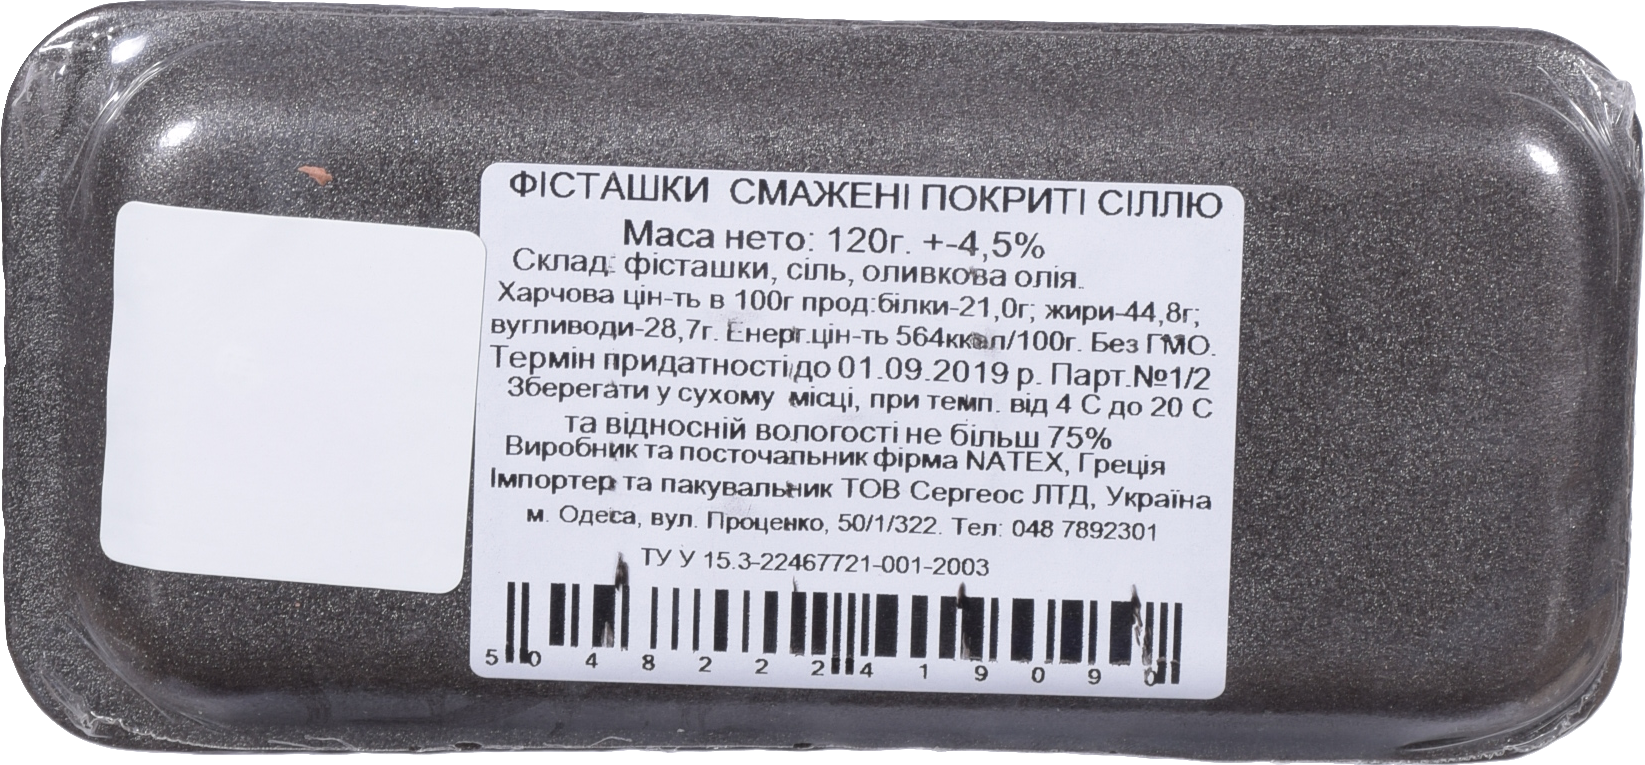 ФІСТАШКИ СМАЖЕНІ ПОКРИТІ СІЛЛЮ
Маса нето: 120г. +-4,5%
Склад: фісташки, сіль, оливкова олія.
Харчова цін-ть в 100г прод:білки-21,0г; жири-44,8г;
вугливоди-28,7г. Енерг.цін-ть 564ккал/100г. Без ГМО.
Термін придатності до 01.09.2019 р. Парт.№1/2
Зберегати у сухому місці, при темп. від 4 С до 20 С
та відносній вологості не більш 75%
Виробник та посточальник фірма NATEX, Греція
Імпортер та пакувальник ТОВ Сергеос ЛТД, Україна
м. Одеса, вул. Проценко, 50/1/322. Тел: 048 7892301
ТУ У 15.3-22467721-001-2003
5 0 4 8 2 2 2 4 1 9 0 9 0